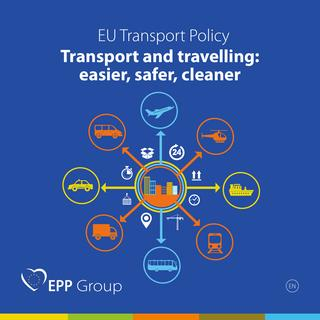 EU Transport Policy
Transport and travelling:
easier, safer, cleaner
24
EPP Group
EN